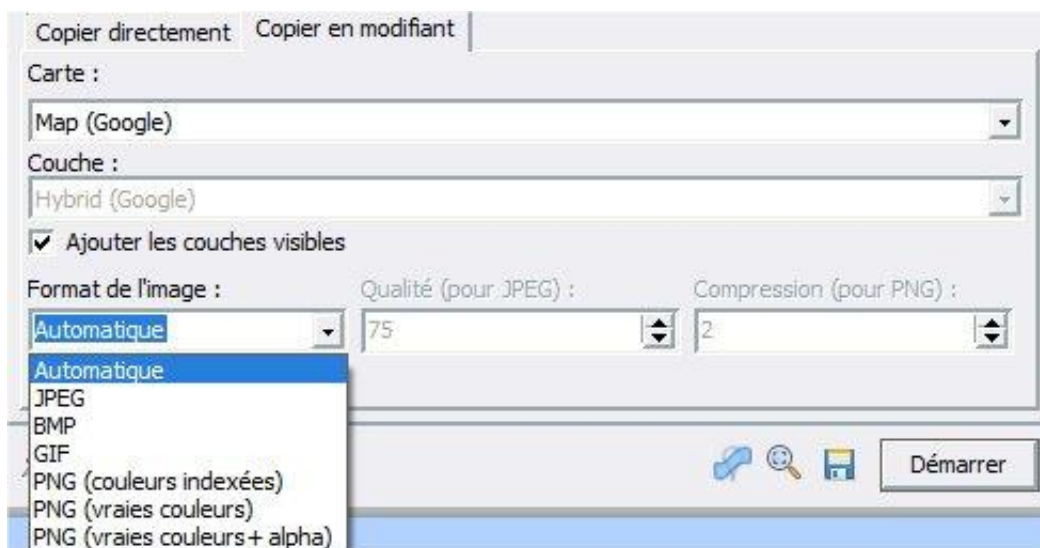 Copier directement Copier en modifiant
Carte :
Map (Google)
Couche :
Hybrid (Google)
Ajouter les couches visibles
Format de l'image : Qualité (pour JPEG) : Compression (pour PNG) :
Automatique 75 2
Automatique
JPEG
BMP
GIF
PNG (couleurs indexées)
Démarrer
PNG (vraies couleurs)
PNG (vraies couleurs+ alpha)